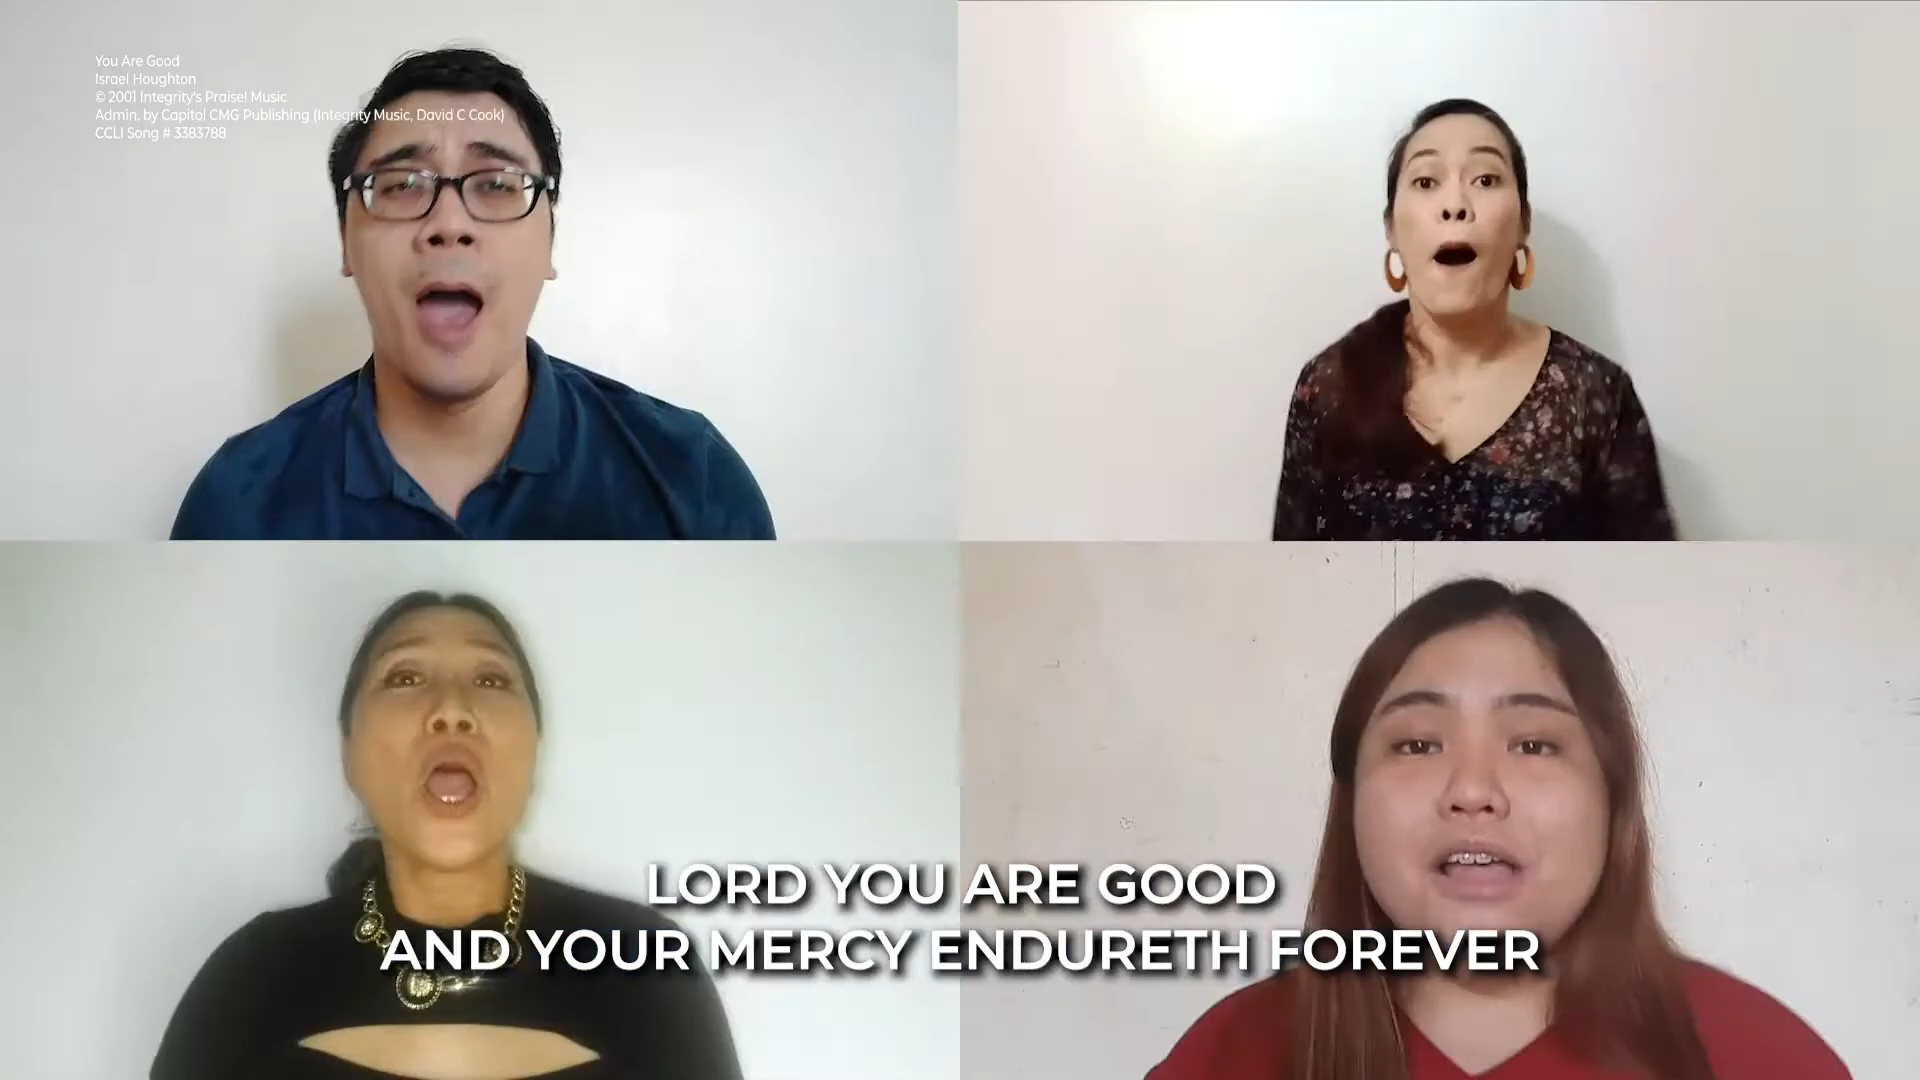 You Are Good
Israel Houghton
© 2001 Integrity's Praise! Music
Admin. by Capitol CMG Publishing (Integrity Music, David C Cook)
CCLI Song # 3383788
LORD YOU ARE GOOD
AND YOUR MERCY ENDURETH FOREVER